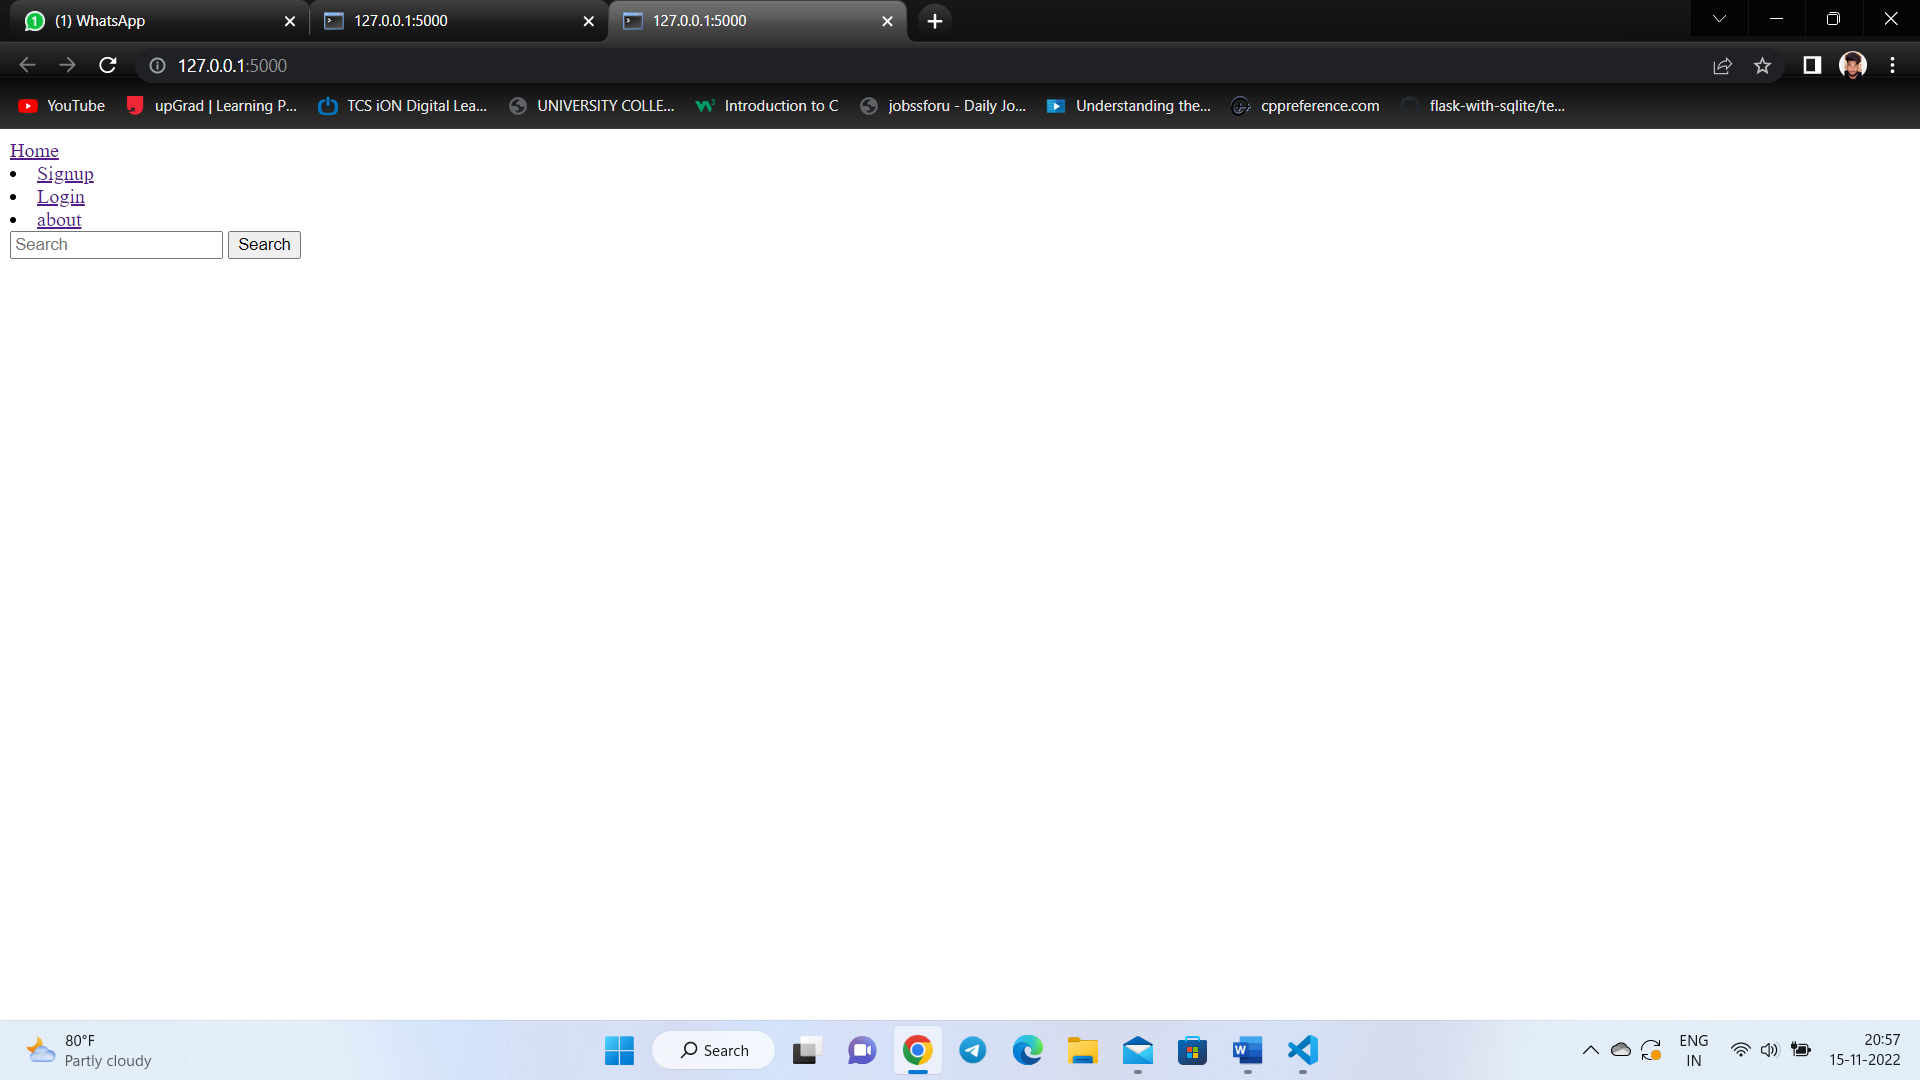 (1) WhatsApp
127.0.0.1:5000
127.0.0.1:5000
127.0.0.1:5000
YouTube
upGrad | Learning P...
TCS iON Digital Lea...
UNIVERSITY COLLE...
Introduction to C
jobssforu - Daily Jo...
Understanding the...
cppreference.com
flask-with-sqlite/te...
Home
Signup
Login
about
Search Search
80°F
Partly cloudy
Search
ENG
IN
20:57
15-11-2022